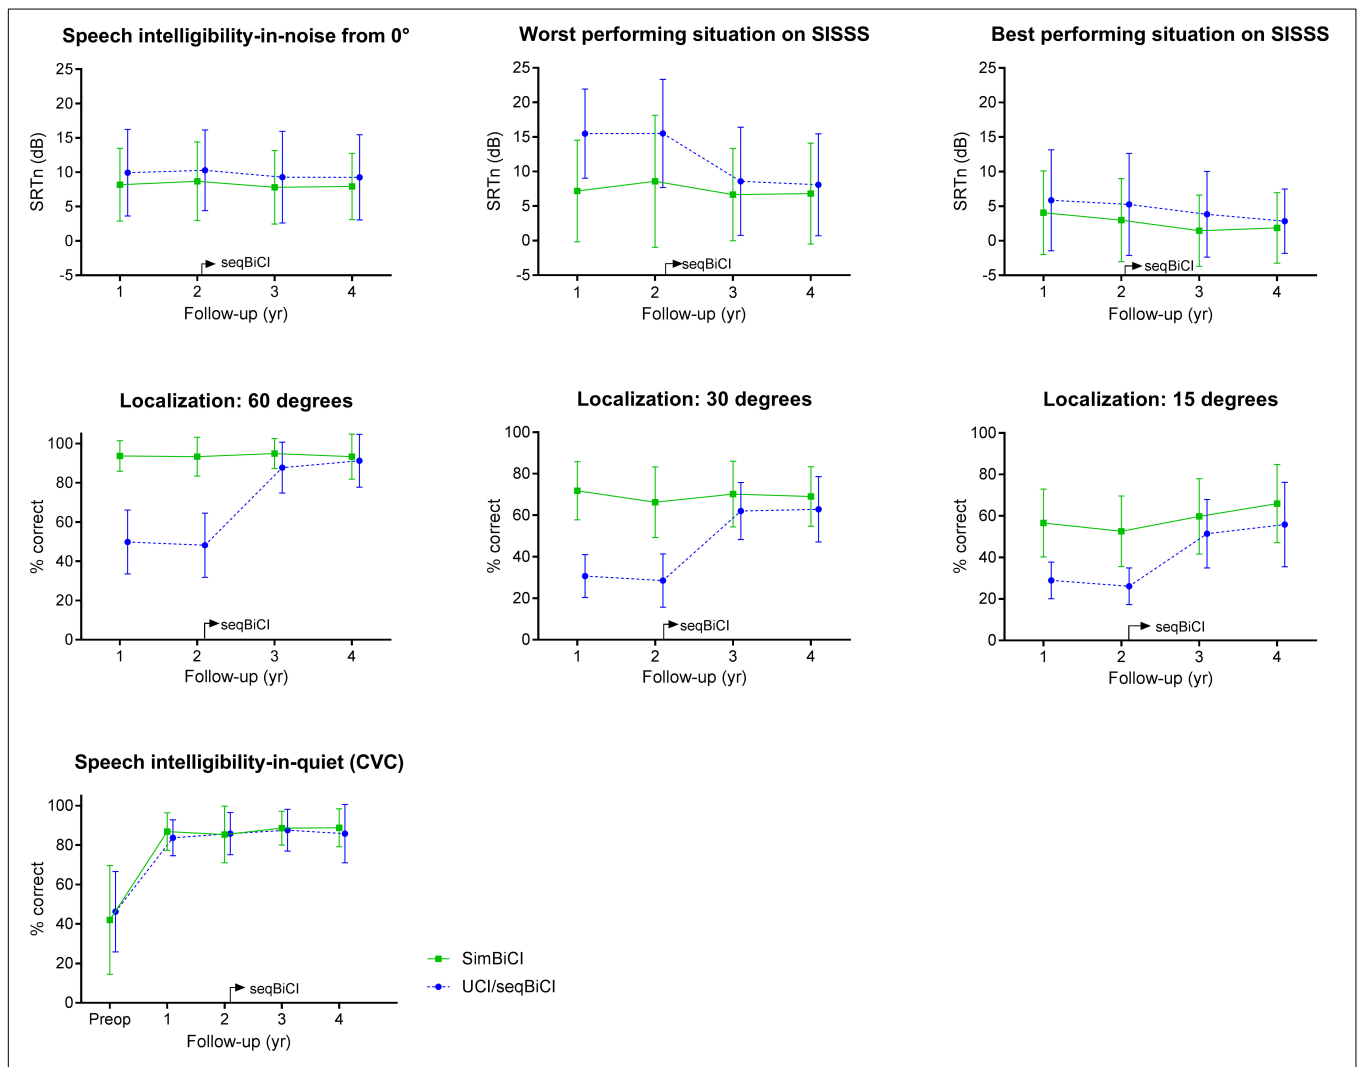 Speech intelligibility-in-noise from 0°
25
20
15
10
5
0
-5
SRTn (dB)
seqBiCI
1 2 3 4
Follow-up (yr)
Worst performing situation on SISSS
25
20
15
10
5
0
-5
SRTn (dB)
seqBiCI
1 2 3 4
Follow-up (yr)
Best performing situation on SISSS
25
20
15
10
5
0
-5
SRTn (dB)
seqBiCI
1 2 3 4
Follow-up (yr)
Localization: 60 degrees
100
80
60
40
20
0
% correct
seqBiCI
1 2 3 4
Follow-up (yr)
Localization: 30 degrees
100
80
60
40
20
0
% correct
seqBiCI
1 2 3 4
Follow-up (yr)
Localization: 15 degrees
100
80
60
40
20
0
% correct
seqBiCI
1 2 3 4
Follow-up (yr)
Speech intelligibility-in-quiet (CVC)
100
80
60
40
20
0
% correct
seqBiCI
Preop 1 2 3 4
Follow-up (yr)
SimBiCI
UCI/seqBiCI